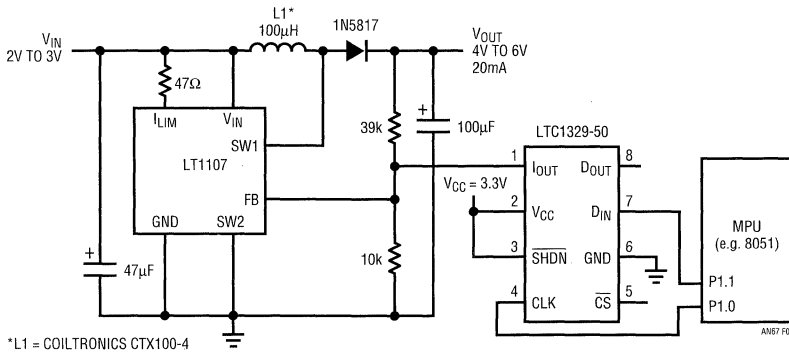 V_IN
2V TO 3V
L1*
100µH
1N5817
V_OUT
4V TO 6V
20mA
47Ω
I_LIM
V_IN
SW1
LT1107
FB
GND
SW2
47µF
39k
100µF
10k
V_CC = 3.3V
LTC1329-50
1
I_OUT
D_OUT
8
2
V_CC
D_IN
7
3
SHDN
GND
6
4
CLK
CS
5
MPU
(e.g. 8051)
P1.1
P1.0
*L1 = COILTRONICS CTX100-4
AN67 F0